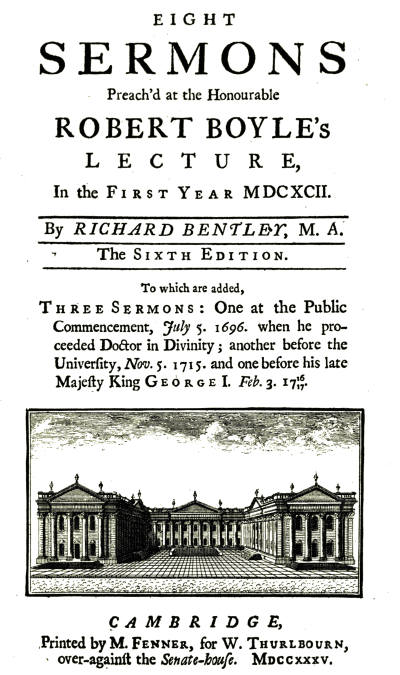 EIGHT
SERMONS
Preach'd at the Honourable
ROBERT BOYLE's
LECTURE,
In the FIRST YEAR MDCXCII.
By RICHARD BENTLEY, M. A.
The SIXTH EDITION.
To which are added,
THREE SERMONS: One at the Public
Commencement, July 5. 1696. when he pro-
ceeded Doctor in Divinity; another before the
Univerſity, Nov. 5. 1715. and one before his late
Majeſty King GEORGE I. Feb. 3. 17 16/17.
CAMBRIDGE,
Printed by M. FENNER, for W. THURLBOURN,
over-againſt the Senate-houſe. MDCCXXXV.